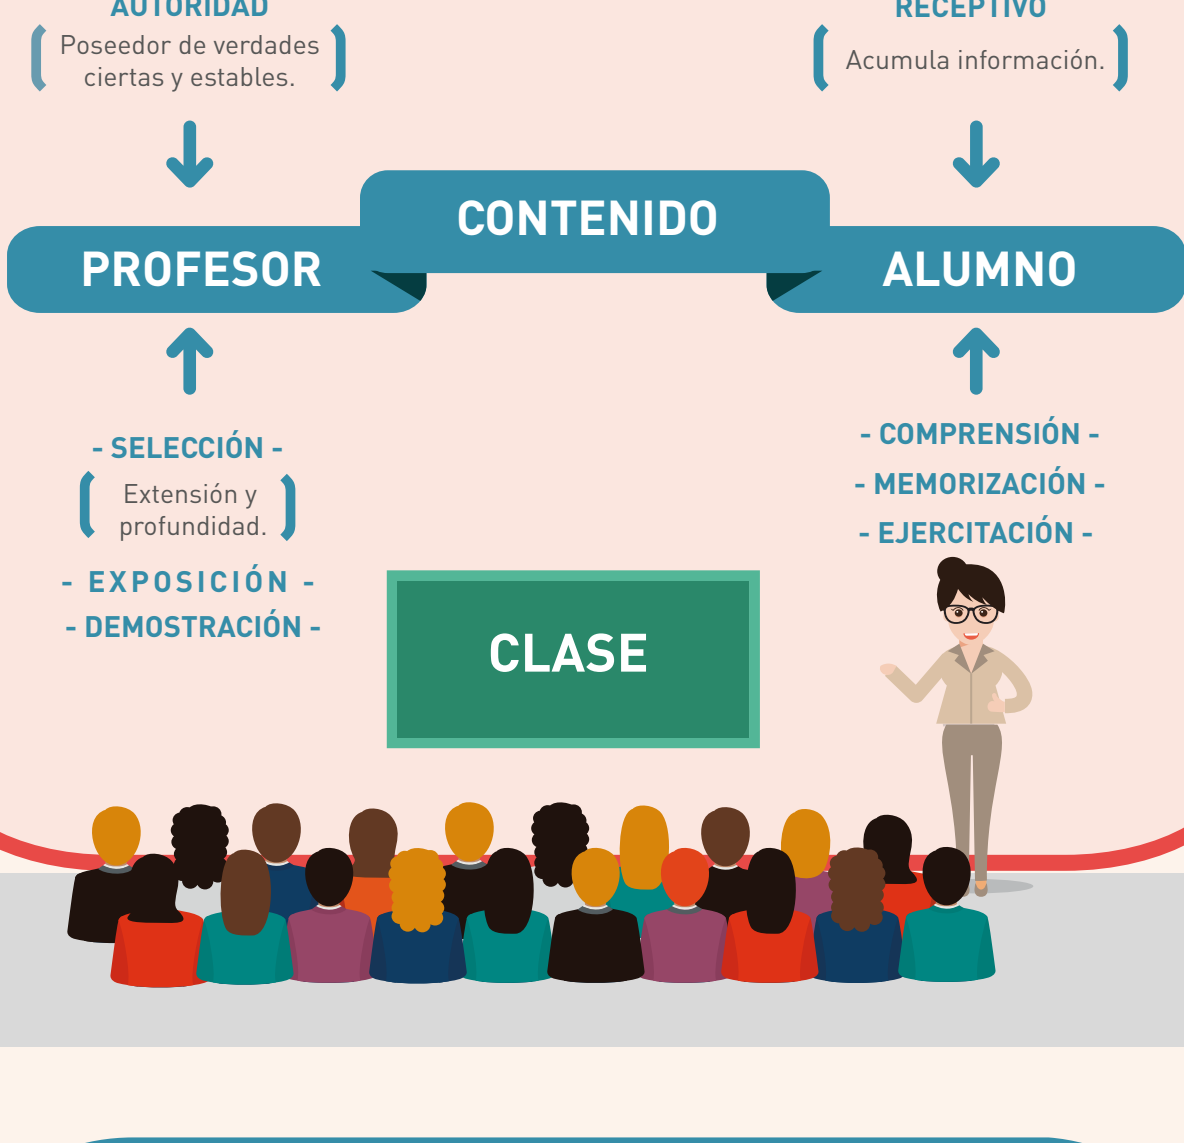 AUTORIDAD
Poseedor de verdades
ciertas y estables.
RECEPTIVO
Acumula información.
CONTENIDO
PROFESOR
ALUMNO
- SELECCIÓN -
Extensión y
profundidad.
- EXPOSICIÓN -
- DEMOSTRACIÓN -
- COMPRENSIÓN -
- MEMORIZACIÓN -
- EJERCITACIÓN -
CLASE